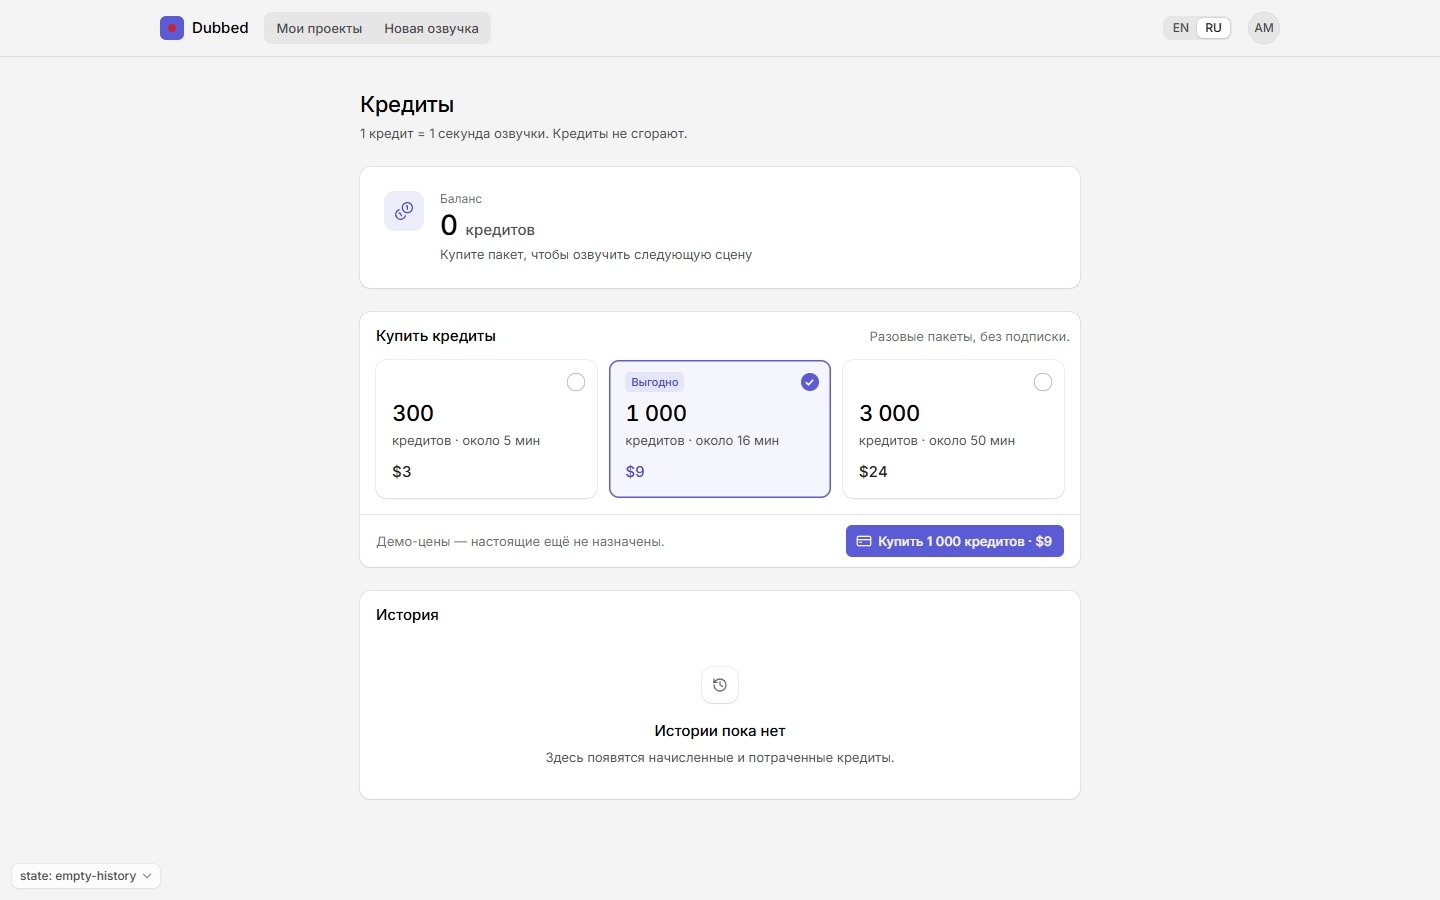 Dubbed
Мои проекты
Новая озвучка
EN
RU
AM
Кредиты
1 кредит = 1 секунда озвучки. Кредиты не сгорают.
Баланс
0 кредитов
Купите пакет, чтобы озвучить следующую сцену
Купить кредиты
Разовые пакеты, без подписки.
300
кредитов · около 5 мин
$3
Выгодно
1 000
кредитов · около 16 мин
$9
3 000
кредитов · около 50 мин
$24
Демо-цены — настоящие ещё не назначены.
Купить 1 000 кредитов · $9
История
Истории пока нет
Здесь появятся начисленные и потраченные кредиты.
state: empty-history